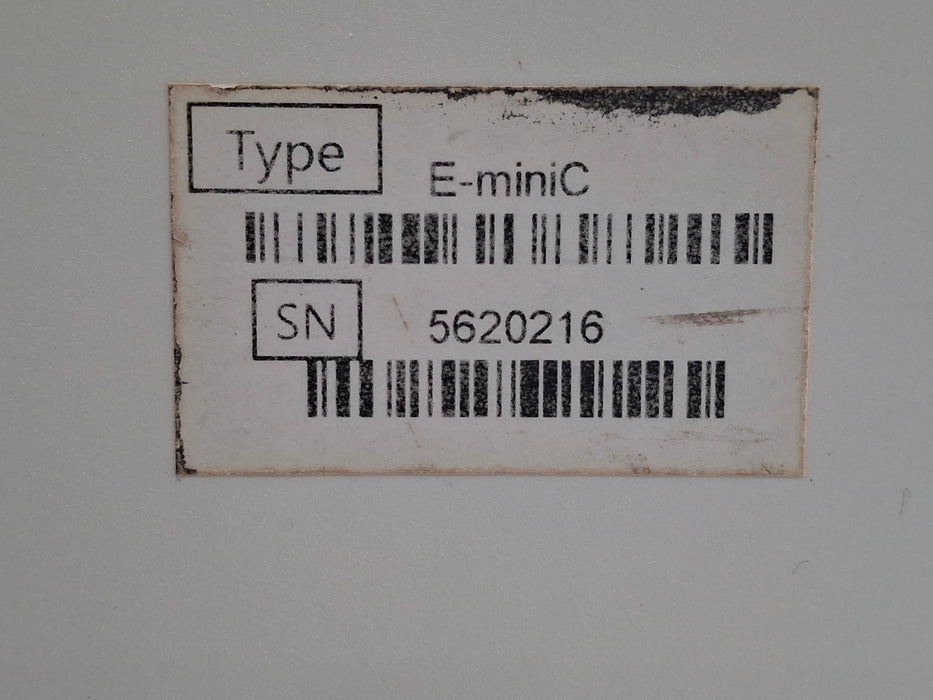 Type
E-miniC
SN
5620216